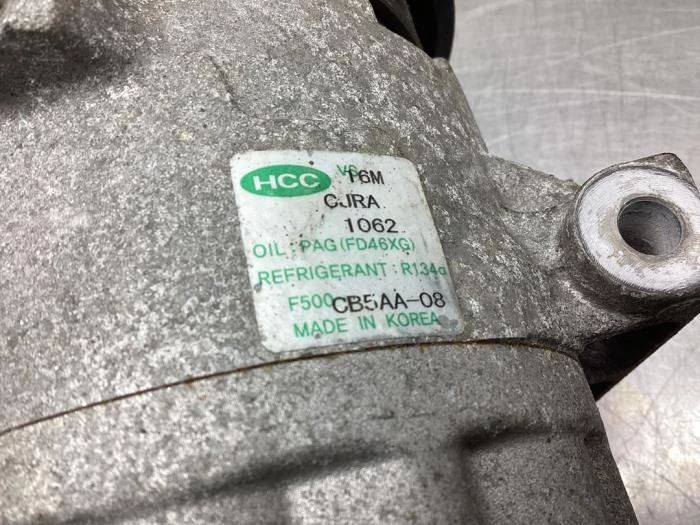 HCC VS16M
CJRA
1062
OIL : PAG (FD46XG)
REFRIGERANT : R134a
F500CB5AA-08
MADE IN KOREA